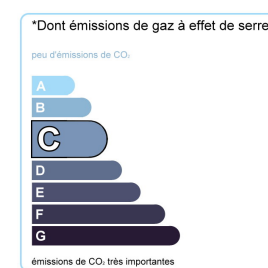 *Dont émissions de gaz à effet de serre
peu d'émissions de CO₂
A
B
C
D
E
F
G
émissions de CO₂ très importantes